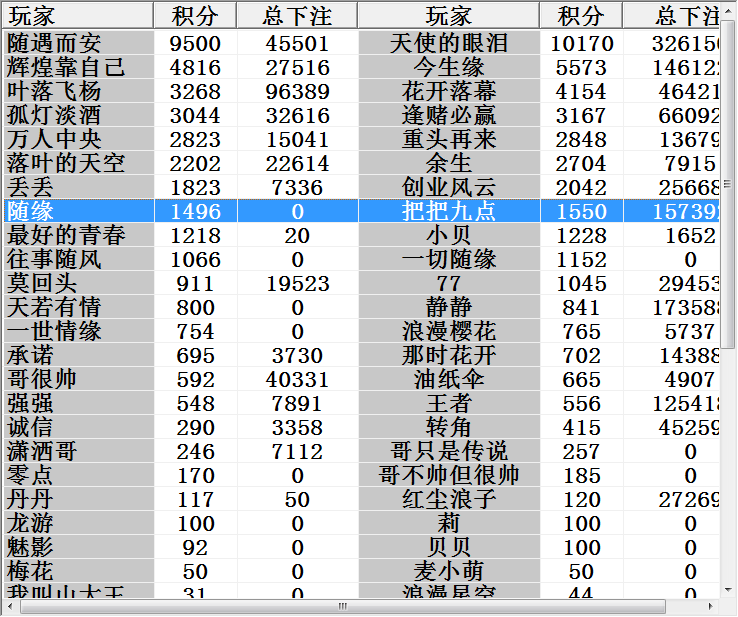 玩家 积分 总下注 玩家 积分 总下注
随遇而安 9500 45501 天使的眼泪 10170 326150
辉煌靠自己 4816 27516 今生缘 5573 146122
叶落飞杨 3268 96389 花开落幕 4154 46421
孤灯淡酒 3044 32616 逢赌必赢 3167 66092
万人中央 2823 15041 重头再来 2848 13679
落叶的天空 2202 22614 余生 2704 7915
丢丢 1823 7336 创业风云 2042 25668
随缘 1496 0 把把九点 1550 157392
最好的青春 1218 20 小贝 1228 1652
往事随风 1066 0 一切随缘 1152 0
莫回头 911 19523 77 1045 29453
天若有情 800 0 静静 841 173588
一世情缘 754 0 浪漫樱花 765 5737
承诺 695 3730 那时花开 702 14388
哥很帅 592 40331 油纸伞 665 4907
强强 548 7891 王者 556 125418
诚信 290 3358 转角 415 45259
潇洒哥 246 7112 哥只是传说 257 0
零点 170 0 哥不帅但很帅 185 0
丹丹 117 50 红尘浪子 120 27269
龙游 100 0 莉 100 0
魅影 92 0 贝贝 100 0
梅花 50 0 麦小萌 50 0
我叫山大王 31 0 浪漫星空 44 0